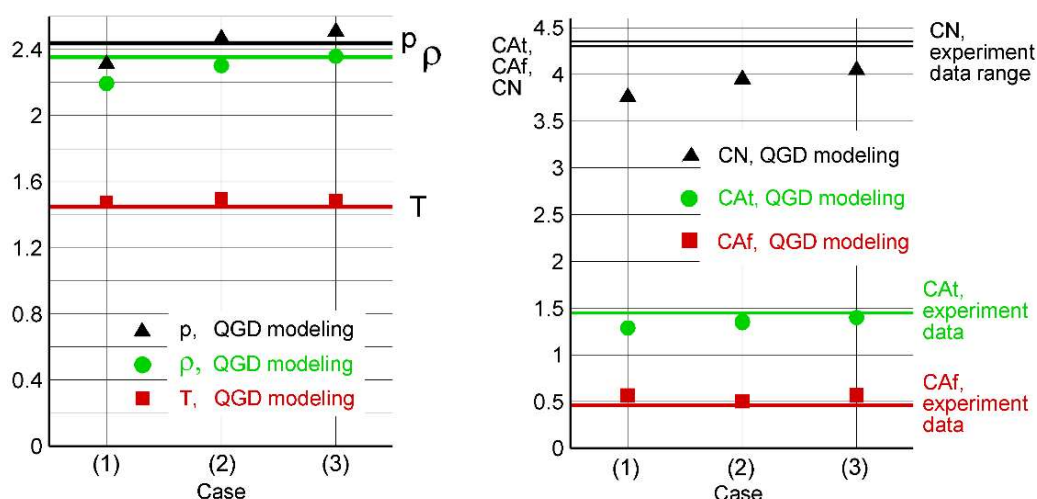 2.4
2
1.6
1.2
0.8
0.4
0
p
ρ
T
p, QGD modeling
ρ, QGD modeling
T, QGD modeling
(1) (2) (3)
Case
CAt,
CAf,
CN
4.5
4
3.5
3
2.5
2
1.5
1
0.5
0
CN,
experiment
data range
CN, QGD modeling
CAt, QGD modeling
CAf, QGD modeling
CAt,
experiment
data
CAf,
experiment
data
(1) (2) (3)
Case